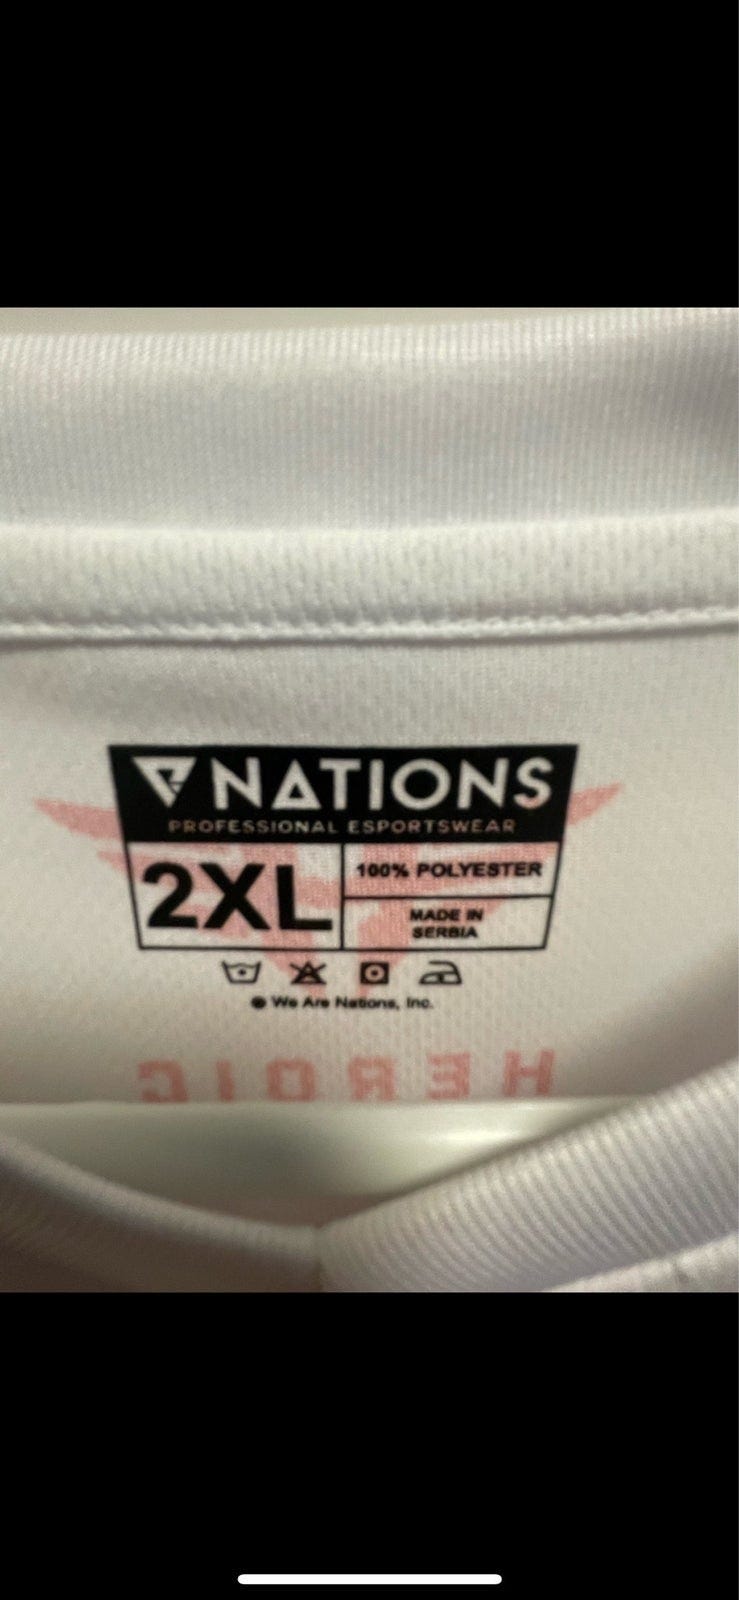 NATIONS
PROFESSIONAL ESPORTSWEAR
2XL
100% POLYESTER
MADE IN
SERBIA
© We Are Nations, Inc.
HEROIC